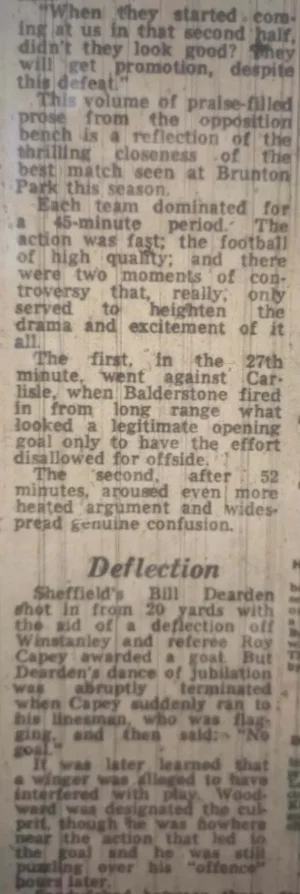 "When they started com-
ing at us in that second half,
didn't they look good? They
will get promotion, despite
this defeat."
This volume of praise-filled
prose from the opposition
bench is a reflection of the
thrilling closeness of the
best match seen at Brunton
Park this season.
Each team dominated for
a 45-minute period. The
action was fast; the football
of high quality; and there
were two moments of con-
troversy that, really, only
served to heighten the
drama and excitement of it
all.
The first, in the 27th
minute, went against Car-
lisle, when Balderstone fired
in from long range what
looked a legitimate opening
goal only to have the effort
disallowed for offside.
The second, after 52
minutes, aroused even more
heated argument and wides-
pread genuine confusion.
Deflection
Sheffield's Bill Dearden
shot in from 20 yards with
the aid of a deflection off
Winstanley and referee Roy
Capey awarded a goal. But
Dearden's dance of jubilation
was abruptly terminated
when Capey suddenly ran to
his linesman, who was flag-
ging, and then said: "No
goal."
It was later learned that
a winger was alleged to have
interfered with play. Wood-
ward was designated the cul-
prit, though he was nowhere
near the action that led to
the goal and he was still
puzzling over his "offence"
hours later.